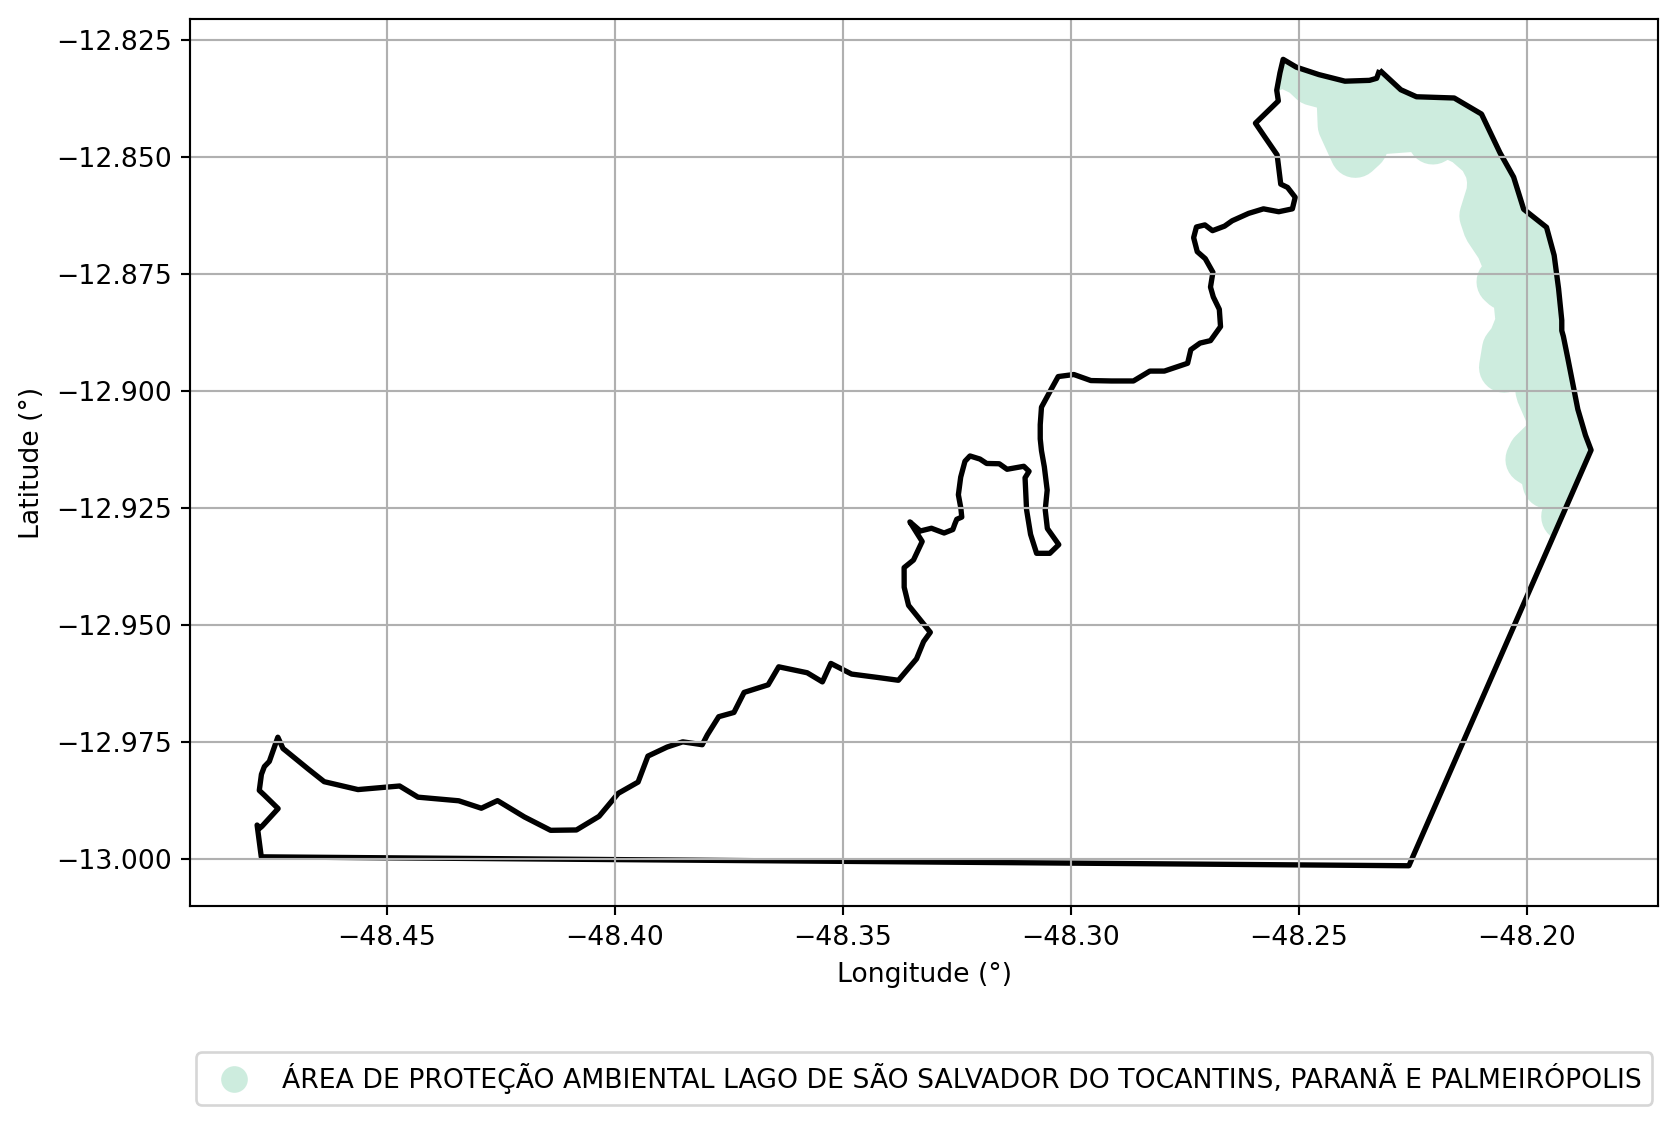 −12.825
−12.850
−12.875
−12.900
−12.925
−12.950
−12.975
−13.000
Latitude (°)
−48.45 −48.40 −48.35 −48.30 −48.25 −48.20
Longitude (°)
ÁREA DE PROTEÇÃO AMBIENTAL LAGO DE SÃO SALVADOR DO TOCANTINS, PARANÃ E PALMEIRÓPOLIS